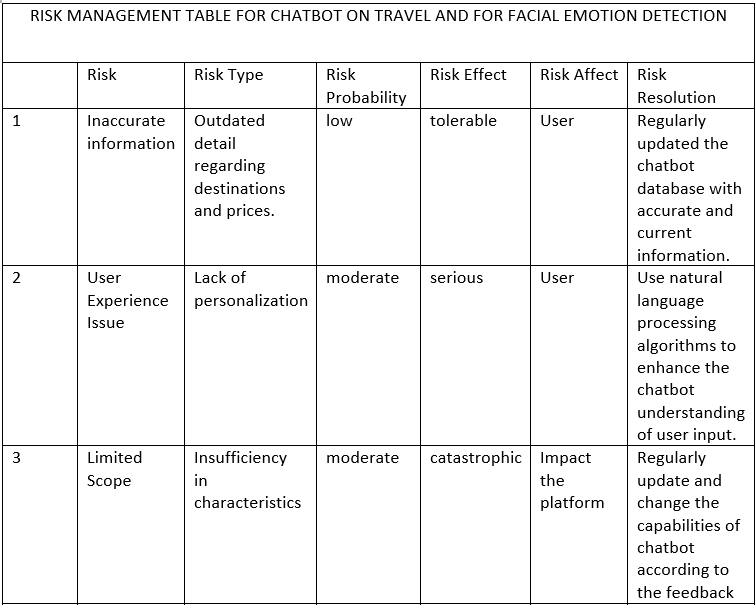 RISK MANAGEMENT TABLE FOR CHATBOT ON TRAVEL AND FOR FACIAL EMOTION DETECTION
Risk
Risk Type
Risk
Probability
Risk Effect
Risk Affect
Risk
Resolution
1
Inaccurate
information
Outdated
detail
regarding
destinations
and prices.
low
tolerable
User
Regularly
updated the
chatbot
database with
accurate and
current
information.
2
User
Experience
Issue
Lack of
personalization
moderate
serious
User
Use natural
language
processing
algorithms to
enhance the
chatbot
understanding
of user input.
3
Limited
Scope
Insufficiency
in
characteristics
moderate
catastrophic
Impact
the
platform
Regularly
update and
change the
capabilities of
chatbot
according to
the feedback